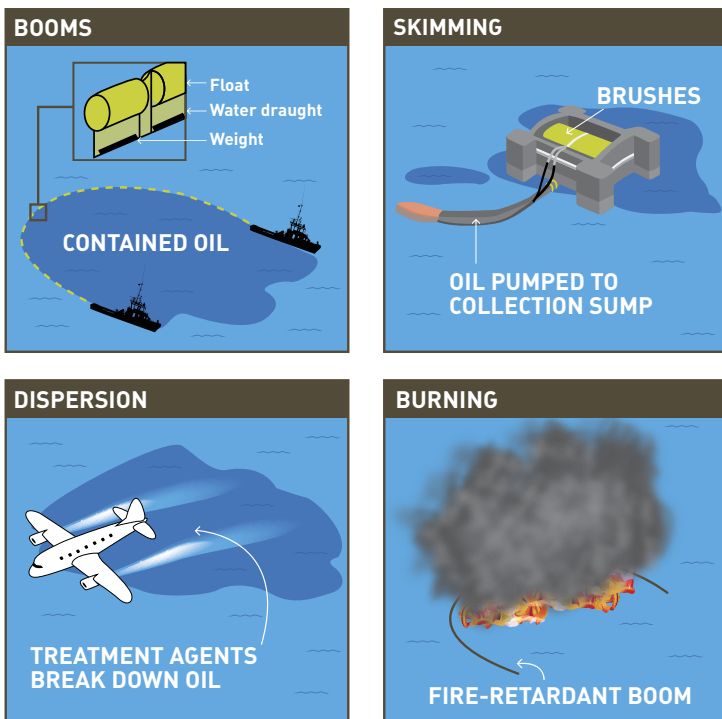 BOOMS
Float
Water draught
Weight
CONTAINED OIL
SKIMMING
BRUSHES
OIL PUMPED TO
COLLECTION SUMP
DISPERSION
TREATMENT AGENTS
BREAK DOWN OIL
BURNING
FIRE-RETARDANT BOOM